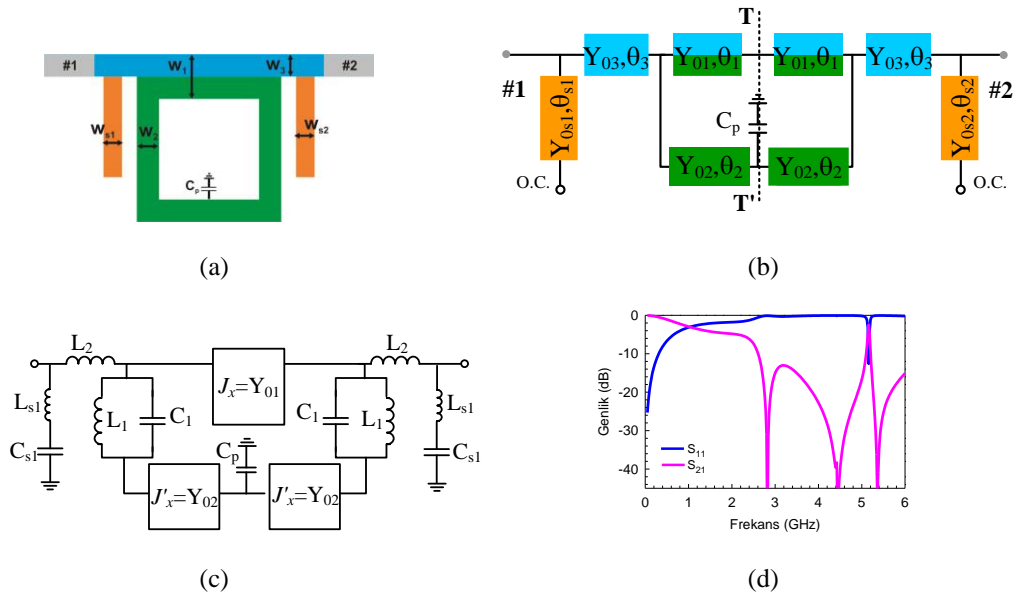 #1
W₁
W₃
#2
Wₛ₁
W₂
Wₛ₂
Cₚ
(a)
T
Y₀₃,θ₃
Y₀₁,θ₁
Y₀₁,θ₁
Y₀₃,θ₃
#1
#2
Y₀ₛ₁,θₛ₁
Cₚ
Y₀ₛ₂,θₛ₂
Y₀₂,θ₂
Y₀₂,θ₂
O.C.
O.C.
T'
(b)
L₂
L₂
Jₓ=Y₀₁
Lₛ₁
L₁
C₁
C₁
L₁
Lₛ₁
Cₛ₁
Cₚ
Cₛ₁
J'ₓ=Y₀₂
J'ₓ=Y₀₂
(c)
0
-10
-20
-30
-40
Genlik (dB)
S₁₁
S₂₁
0 2 4 6
Frekans (GHz)
(d)